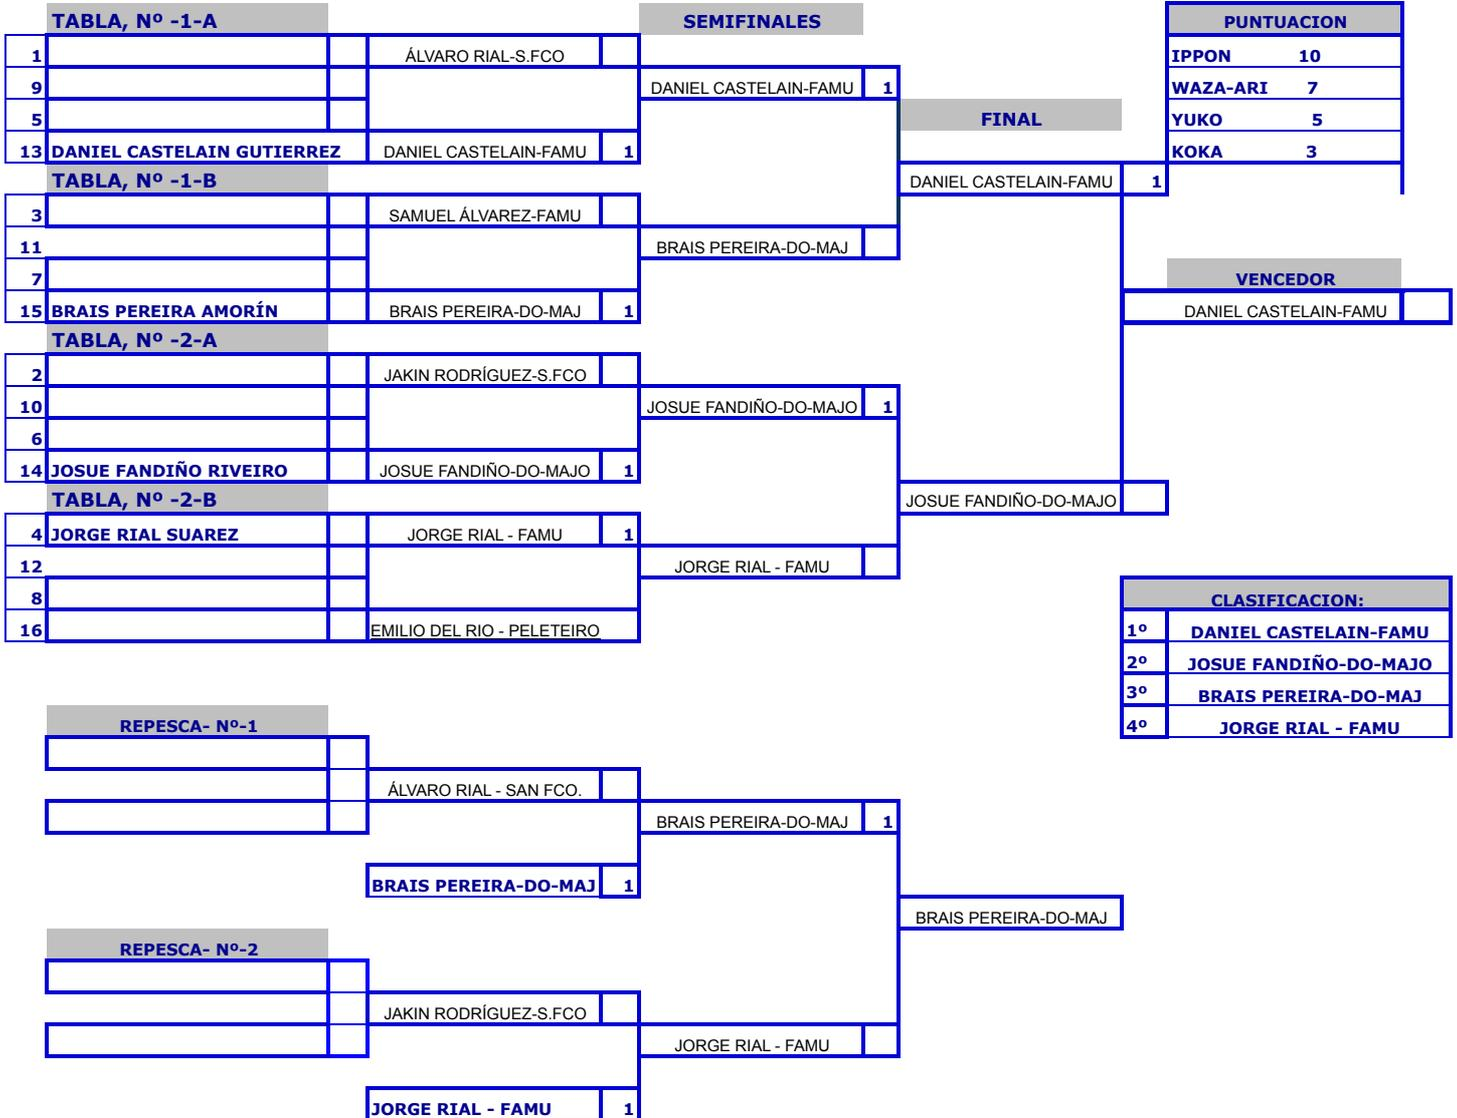 TABLA, Nº -1-A
SEMIFINALES
PUNTUACION
1 ÁLVARO RIAL-S.FCO
IPPON 10
9 DANIEL CASTELAIN-FAMU 1
WAZA-ARI 7
5
FINAL
YUKO 5
13 DANIEL CASTELAIN GUTIERREZ DANIEL CASTELAIN-FAMU 1
KOKA 3
TABLA, Nº -1-B
DANIEL CASTELAIN-FAMU 1
3 SAMUEL ÁLVAREZ-FAMU
11 BRAIS PEREIRA-DO-MAJ
7
VENCEDOR
15 BRAIS PEREIRA AMORÍN BRAIS PEREIRA-DO-MAJ 1
DANIEL CASTELAIN-FAMU
TABLA, Nº -2-A
2 JAKIN RODRÍGUEZ-S.FCO
10 JOSUE FANDIÑO-DO-MAJO 1
6
14 JOSUE FANDIÑO RIVEIRO JOSUE FANDIÑO-DO-MAJO 1
TABLA, Nº -2-B
JOSUE FANDIÑO-DO-MAJO
4 JORGE RIAL SUAREZ JORGE RIAL - FAMU 1
12 JORGE RIAL - FAMU
8
CLASIFICACION:
16 EMILIO DEL RIO - PELETEIRO
1º DANIEL CASTELAIN-FAMU
2º JOSUE FANDIÑO-DO-MAJO
3º BRAIS PEREIRA-DO-MAJ
4º JORGE RIAL - FAMU
REPESCA- Nº-1
ÁLVARO RIAL - SAN FCO.
BRAIS PEREIRA-DO-MAJ 1
BRAIS PEREIRA-DO-MAJ 1
BRAIS PEREIRA-DO-MAJ
REPESCA- Nº-2
JAKIN RODRÍGUEZ-S.FCO
JORGE RIAL - FAMU
JORGE RIAL - FAMU 1